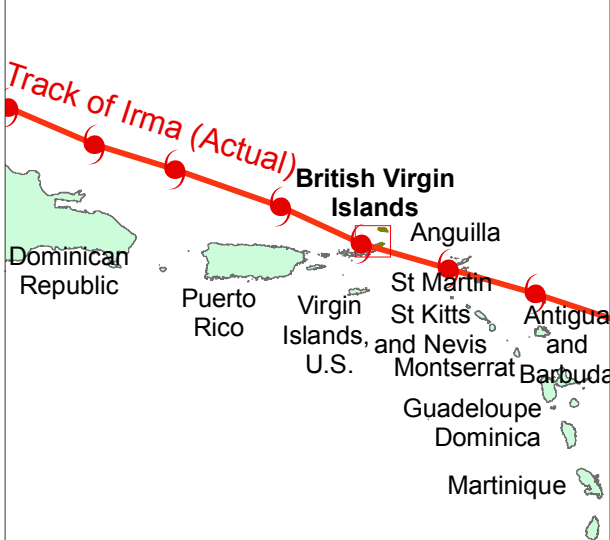 Track of Irma (Actual)
British Virgin
Islands
Anguilla
Dominican
Republic
St Martin
Puerto
Rico
Virgin
Islands,
U.S.
St Kitts
and Nevis
Antigua
and
Barbuda
Montserrat
Guadeloupe
Dominica
Martinique